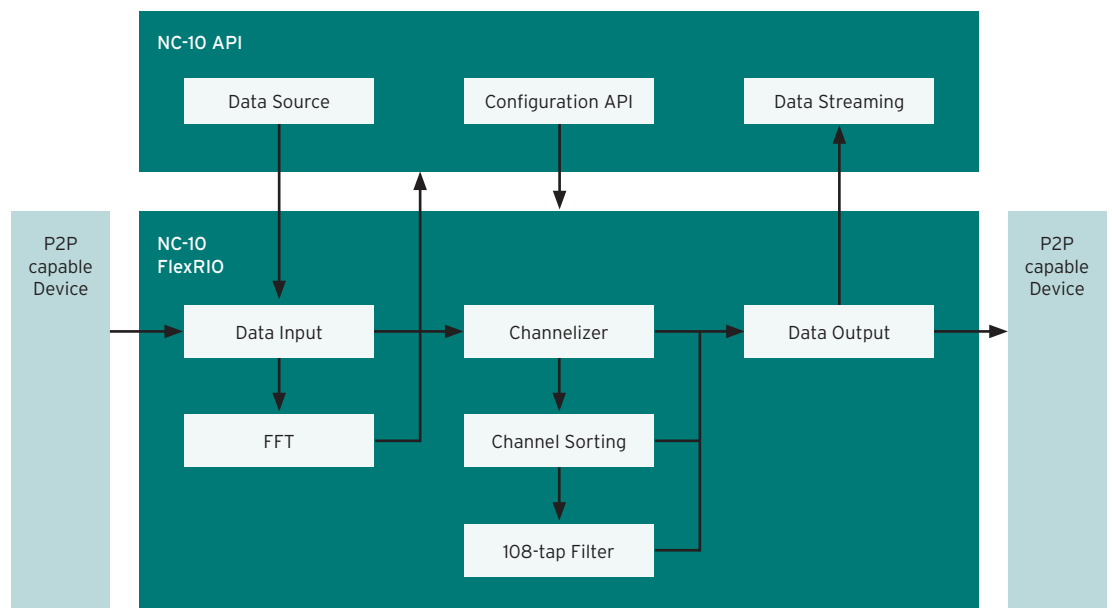 NC-10 API
Data Source
Configuration API
Data Streaming
P2P
capable
Device
NC-10
FlexRIO
P2P
capable
Device
Data Input
Channelizer
Data Output
FFT
Channel Sorting
108-tap Filter